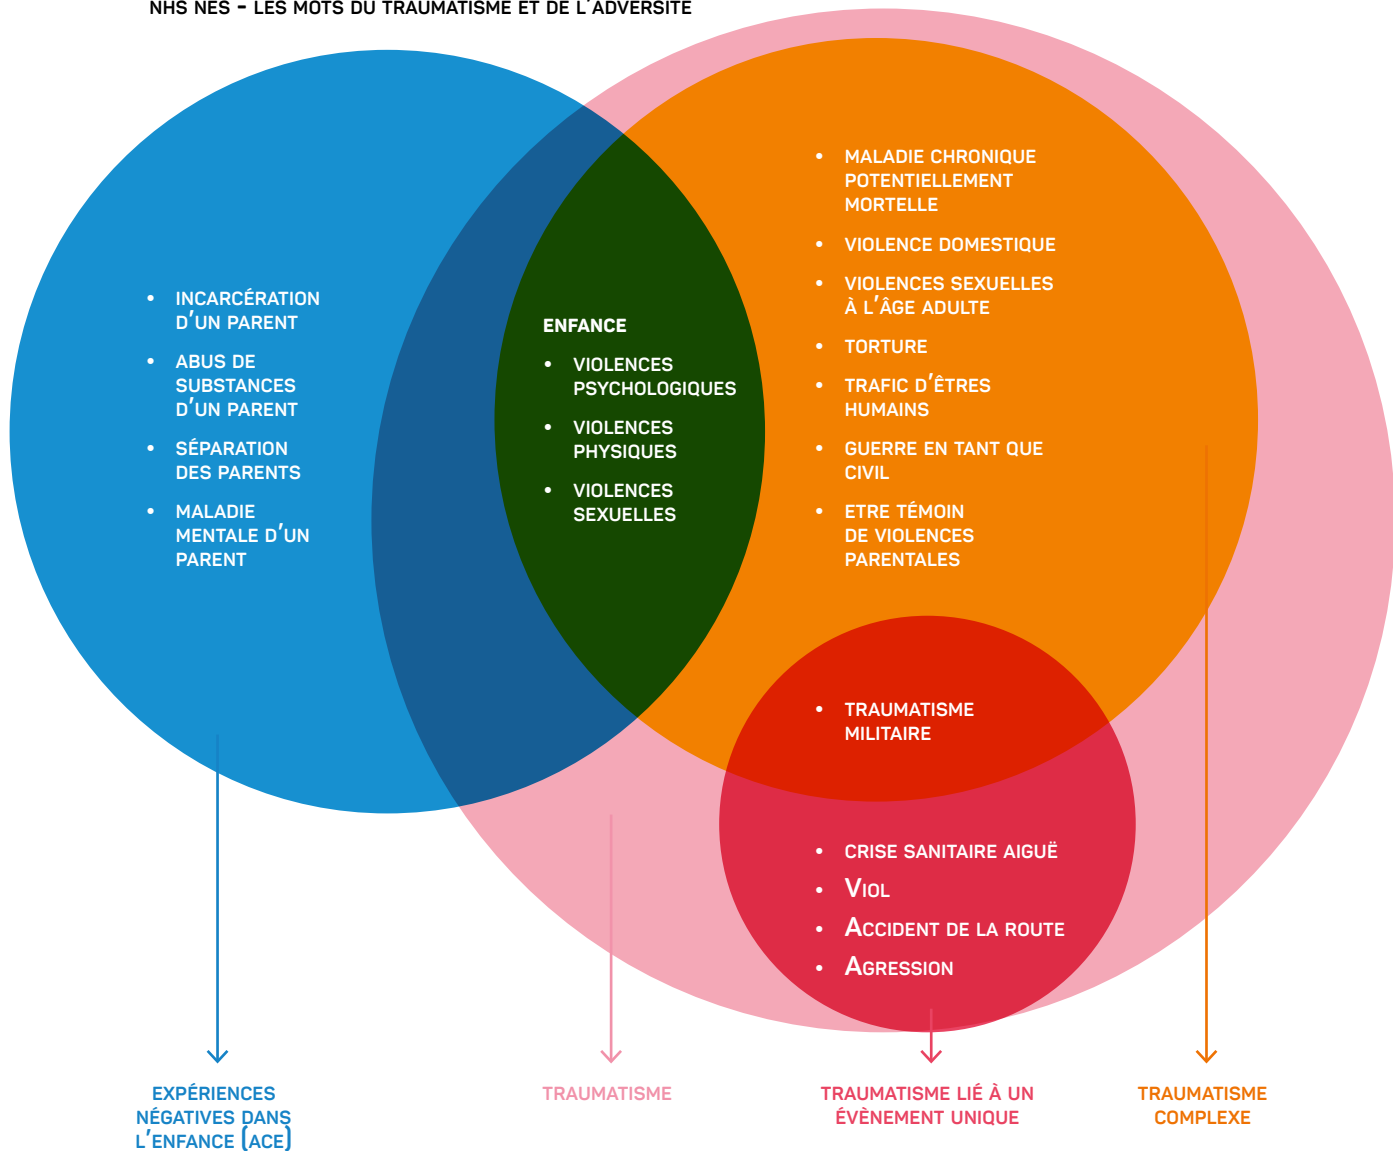 NHS NES – LES MOTS DU TRAUMATISME ET DE L'ADVERSITÉ
• INCARCÉRATION
D'UN PARENT
• ABUS DE
SUBSTANCES
D'UN PARENT
• SÉPARATION
DES PARENTS
• MALADIE
MENTALE D'UN
PARENT
ENFANCE
• VIOLENCES
PSYCHOLOGIQUES
• VIOLENCES
PHYSIQUES
• VIOLENCES
SEXUELLES
• MALADIE CHRONIQUE
POTENTIELLEMENT
MORTELLE
• VIOLENCE DOMESTIQUE
• VIOLENCES SEXUELLES
À L'ÂGE ADULTE
• TORTURE
• TRAFIC D'ÊTRES
HUMAINS
• GUERRE EN TANT QUE
CIVIL
• ETRE TÉMOIN
DE VIOLENCES
PARENTALES
• TRAUMATISME
MILITAIRE
• CRISE SANITAIRE AIGUË
• VIOL
• ACCIDENT DE LA ROUTE
• AGRESSION
EXPÉRIENCES
NÉGATIVES DANS
L'ENFANCE (ACE)
TRAUMATISME
TRAUMATISME LIÉ À UN
ÉVÈNEMENT UNIQUE
TRAUMATISME
COMPLEXE